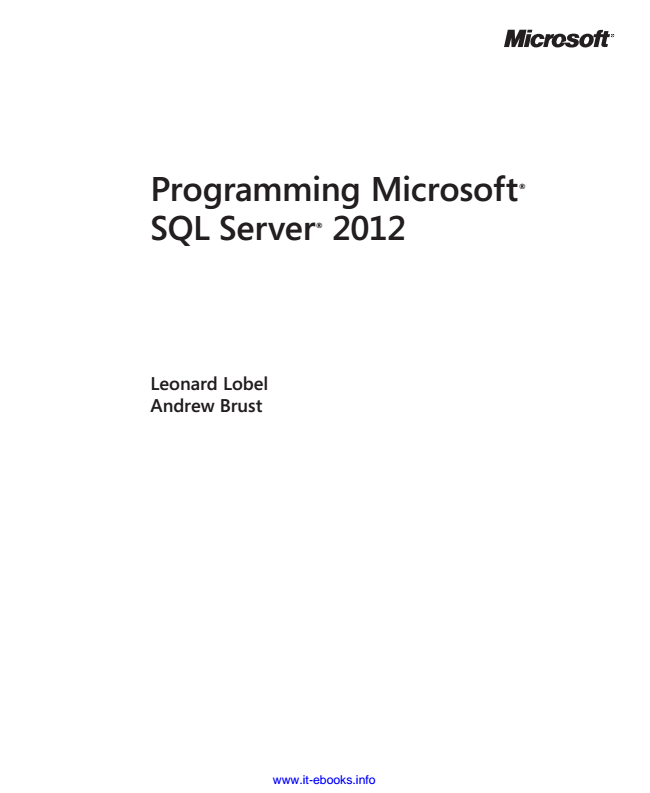 Microsoft®
Programming Microsoft®
SQL Server® 2012
Leonard Lobel
Andrew Brust
www.it-ebooks.info